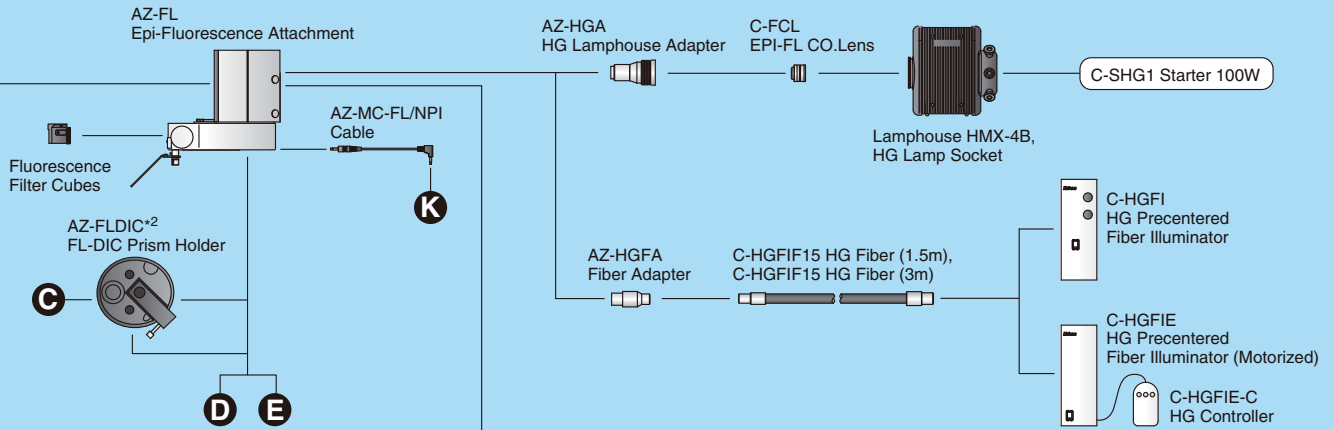 AZ-FL
Epi-Fluorescence Attachment
AZ-HGA
HG Lamphouse Adapter
C-FCL
EPI-FL CO.Lens
C-SHG1 Starter 100W
Lamphouse HMX-4B,
HG Lamp Socket
AZ-MC-FL/NPI
Cable
K
Fluorescence
Filter Cubes
AZ-FLDIC*2
FL-DIC Prism Holder
C
D
E
AZ-HGFA
Fiber Adapter
C-HGFIF15 HG Fiber (1.5m),
C-HGFIF15 HG Fiber (3m)
Nikon
C-HGFI
HG Precentered
Fiber Illuminator
Nikon
C-HGFIE
HG Precentered
Fiber Illuminator (Motorized)
C-HGFIE-C
HG Controller